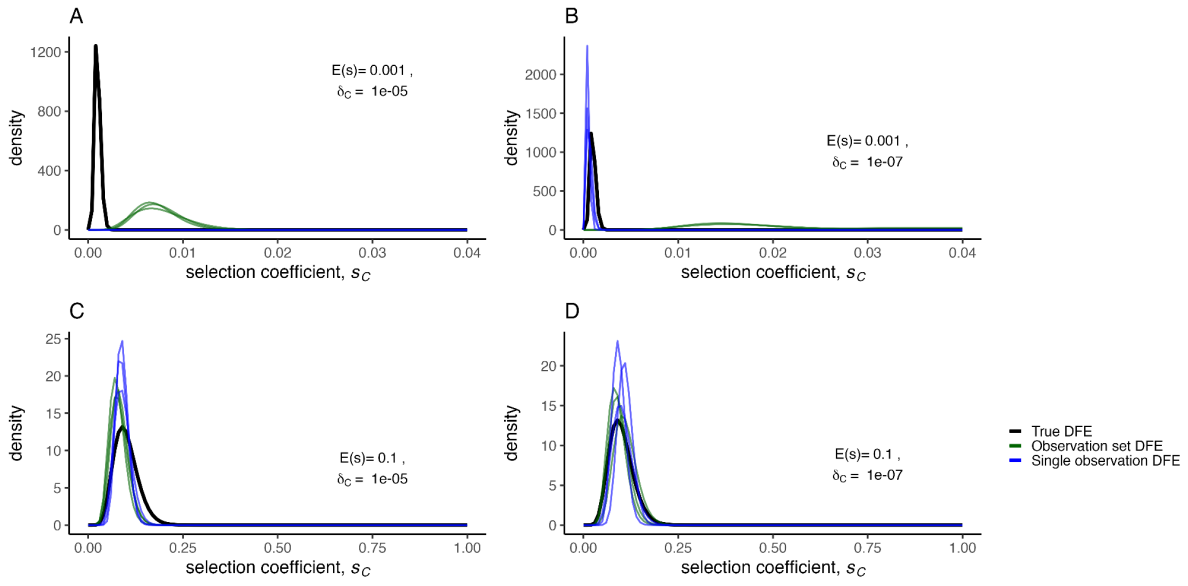 A
1200
800
400
0
density
E(s)= 0.001 ,
δC = 1e-05
0.00 0.01 0.02 0.03 0.04
selection coefficient, sC
B
2000
1500
1000
500
0
density
E(s)= 0.001 ,
δC = 1e-07
0.00 0.01 0.02 0.03 0.04
selection coefficient, sC
C
25
20
15
10
5
0
density
E(s)= 0.1 ,
δC = 1e-05
0.00 0.25 0.50 0.75 1.00
selection coefficient, sC
D
20
15
10
5
0
density
E(s)= 0.1 ,
δC = 1e-07
0.00 0.25 0.50 0.75 1.00
selection coefficient, sC
True DFE
Observation set DFE
Single observation DFE